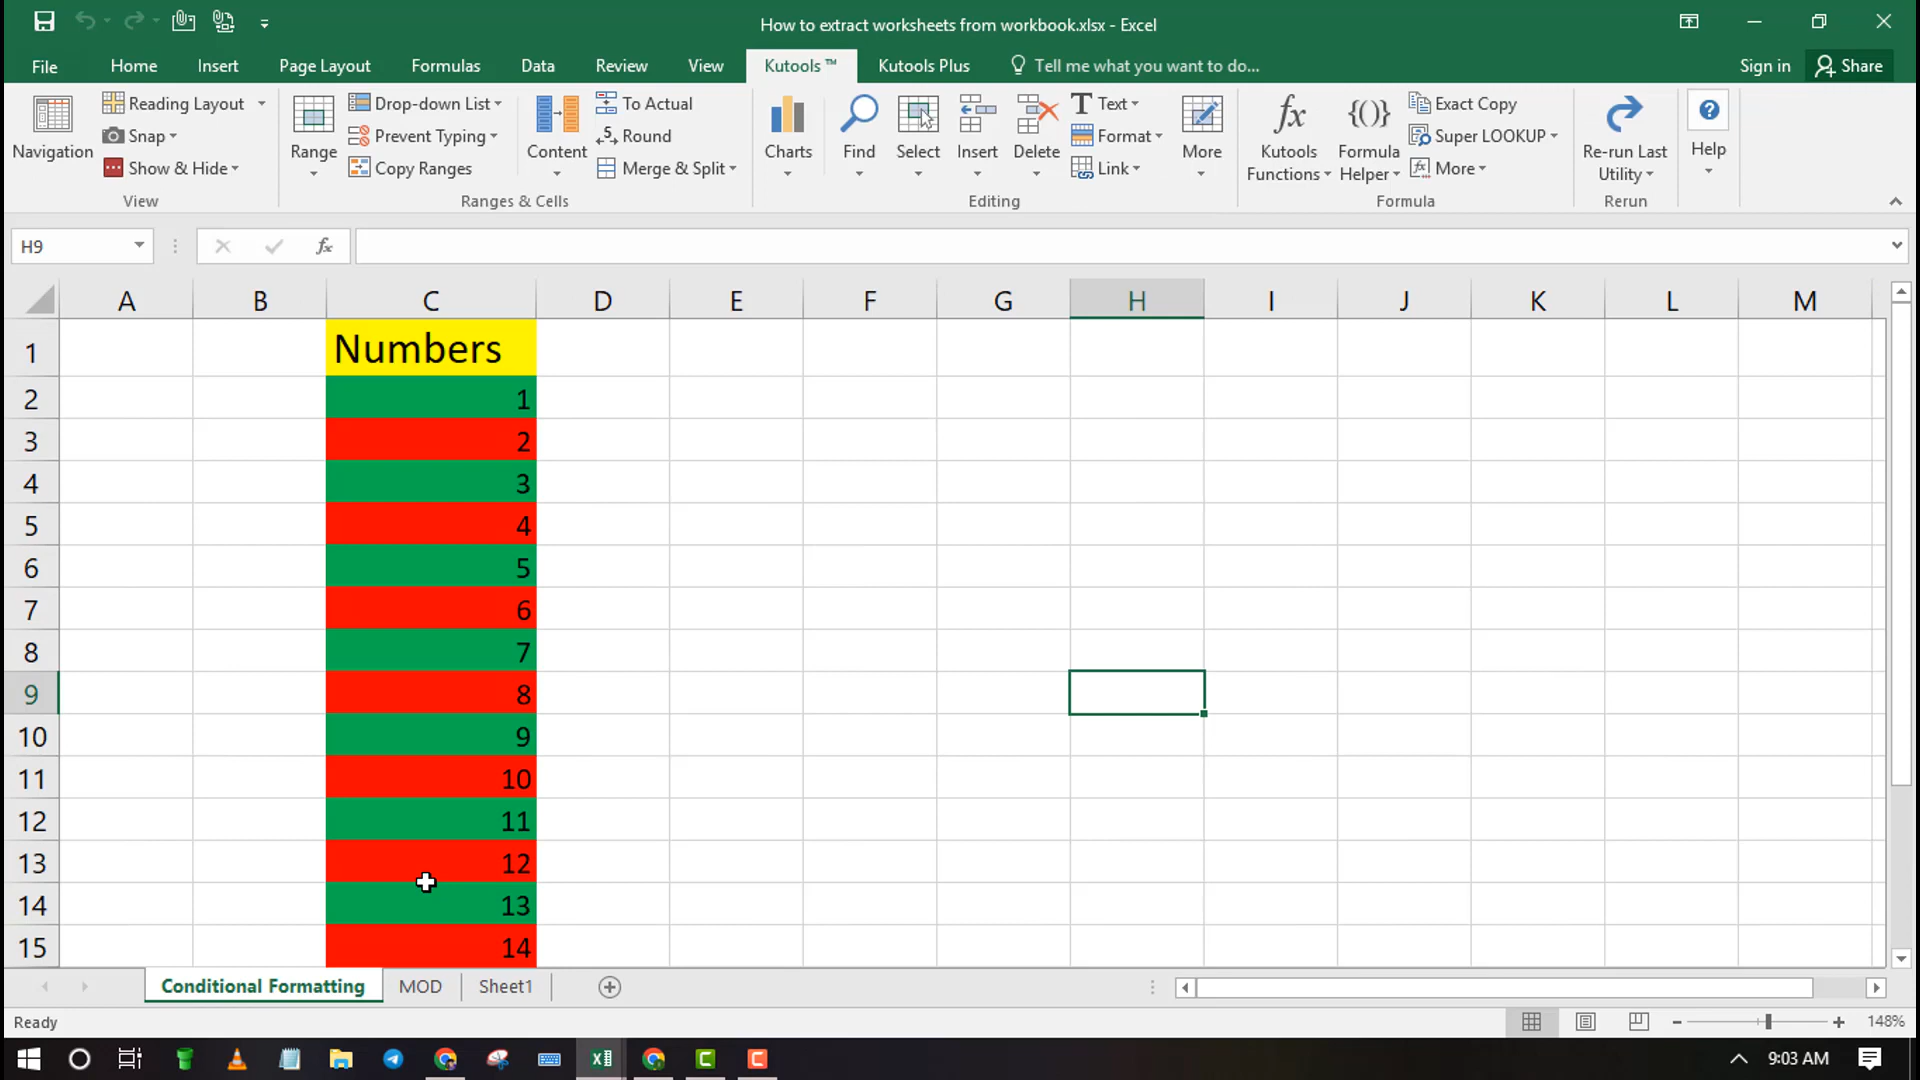 How to extract worksheets from workbook.xlsx - Excel
File Home Insert Page Layout Formulas Data Review View Kutools ™ Kutools Plus Tell me what you want to do... Sign in Share
Navigation
Reading Layout
Snap
Show & Hide
View
Range
Drop-down List
Prevent Typing
Copy Ranges
Content
To Actual
Round
Merge & Split
Ranges & Cells
Charts
Find
Select
Insert
Delete
Text
Format
Link
More
Editing
Kutools Functions
Formula Helper
Exact Copy
Super LOOKUP
More
Formula
Re-run Last Utility
Rerun
Help
H9
fx
A B C D E F G H I J K L M
1 Numbers
2 1
3 2
4 3
5 4
6 5
7 6
8 7
9 8
10 9
11 10
12 11
13 12
14 13
15 14
Conditional Formatting MOD Sheet1
Ready 148%
9:03 AM